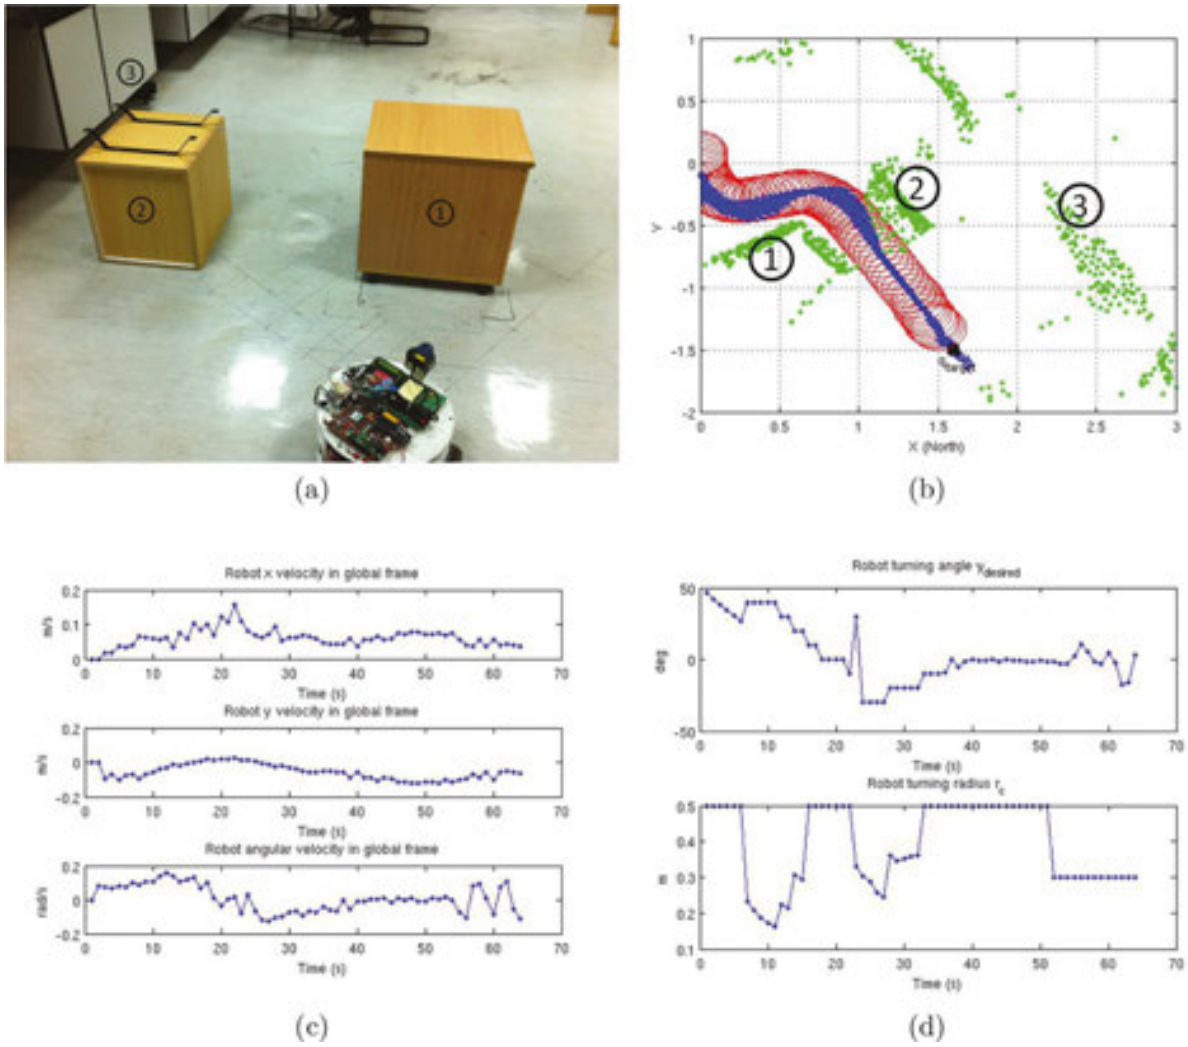 ③
②
①
(a)
1
0.5
0
-0.5
-1
-1.5
-2
Y
②
③
①
0
0.5
1
1.5
2
2.5
3
X (North)
(b)
Robot x velocity in global frame
0.2
0.1
0
m/s
0 10 20 30 40 50 60 70
Time (s)
Robot y velocity in global frame
0.2
0
-0.2
m/s
0 10 20 30 40 50 60 70
Time (s)
Robot angular velocity in global frame
0.2
0
-0.2
rad/s
0 10 20 30 40 50 60 70
Time (s)
(c)
Robot turning angle γdesired
50
0
-50
deg
0 10 20 30 40 50 60 70
Time (s)
Robot turning radius rc
0.5
0.4
0.3
0.2
0.1
m
0 10 20 30 40 50 60 70
Time (s)
(d)